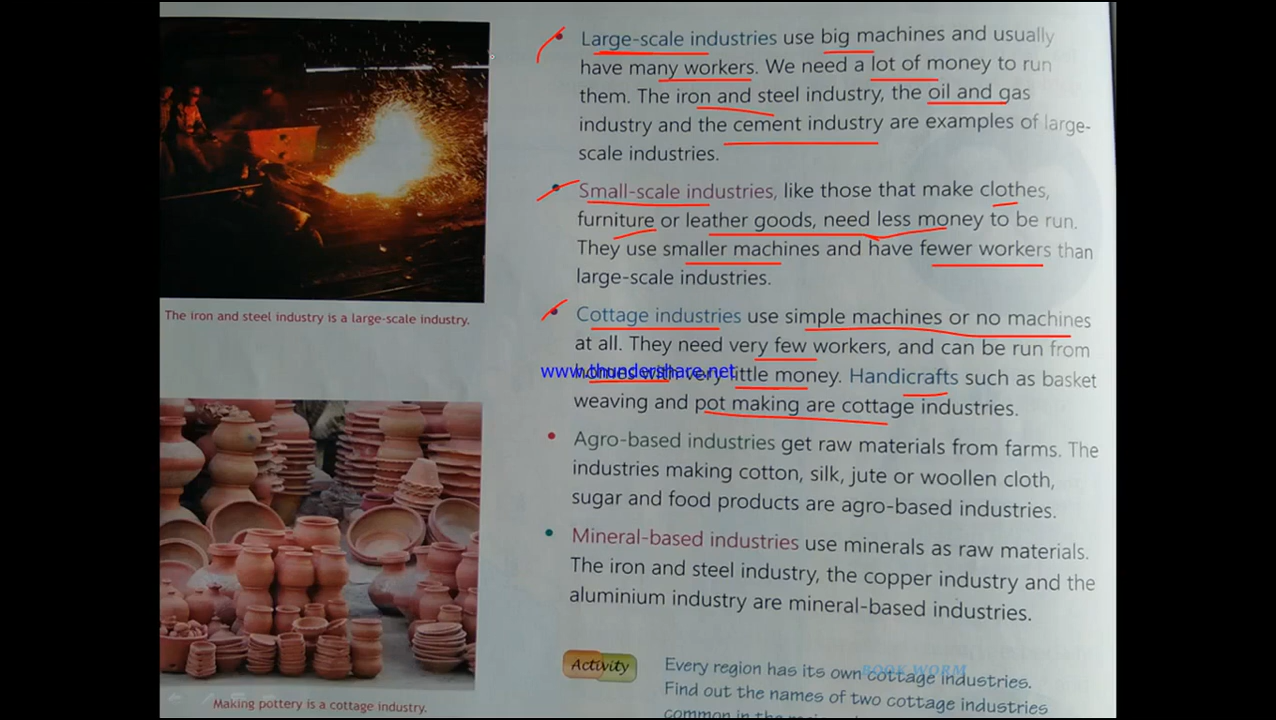 Large-scale industries use big machines and usually
have many workers. We need a lot of money to run
them. The iron and steel industry, the oil and gas
industry and the cement industry are examples of large-
scale industries.
Small-scale industries, like those that make clothes,
furniture or leather goods, need less money to be run.
They use smaller machines and have fewer workers than
large-scale industries.
The iron and steel industry is a large-scale industry.
Cottage industries use simple machines or no machines
at all. They need very few workers, and can be run from
homes with very little money. Handicrafts such as basket
www.thundershare.net
weaving and pot making are cottage industries.
Agro-based industries get raw materials from farms. The
industries making cotton, silk, jute or woollen cloth,
sugar and food products are agro-based industries.
Mineral-based industries use minerals as raw materials.
The iron and steel industry, the copper industry and the
aluminium industry are mineral-based industries.
Making pottery is a cottage industry.
Activity
Every region has its own cottage industries.
BOOK WORM
Find out the names of two cottage industries
common in the